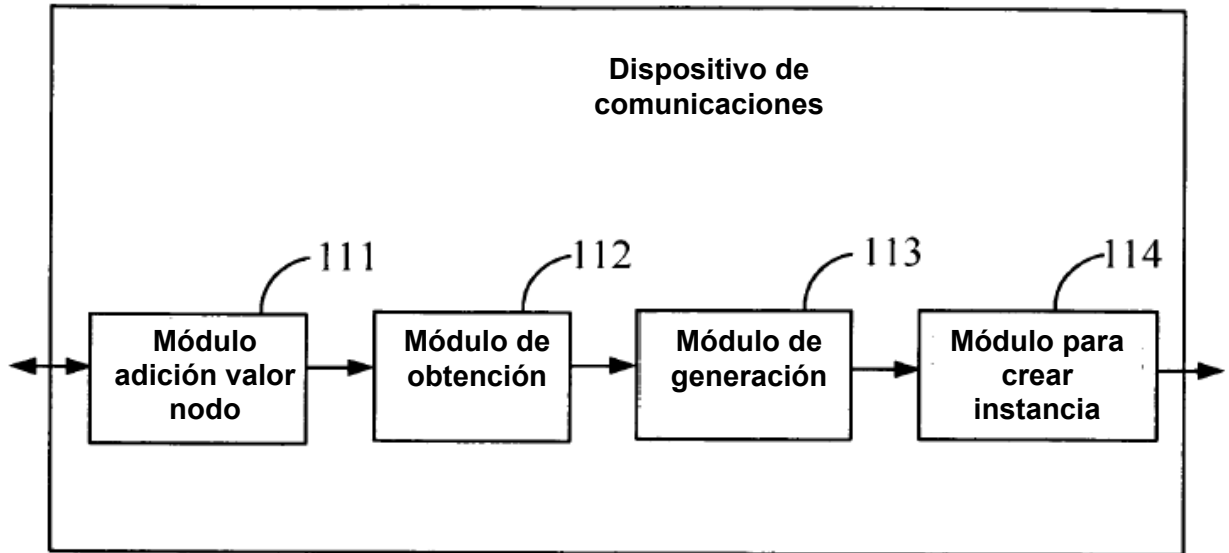 Dispositivo de
comunicaciones
111
112
113
114
Módulo
adición valor
nodo
Módulo de
obtención
Módulo de
generación
Módulo para
crear
instancia